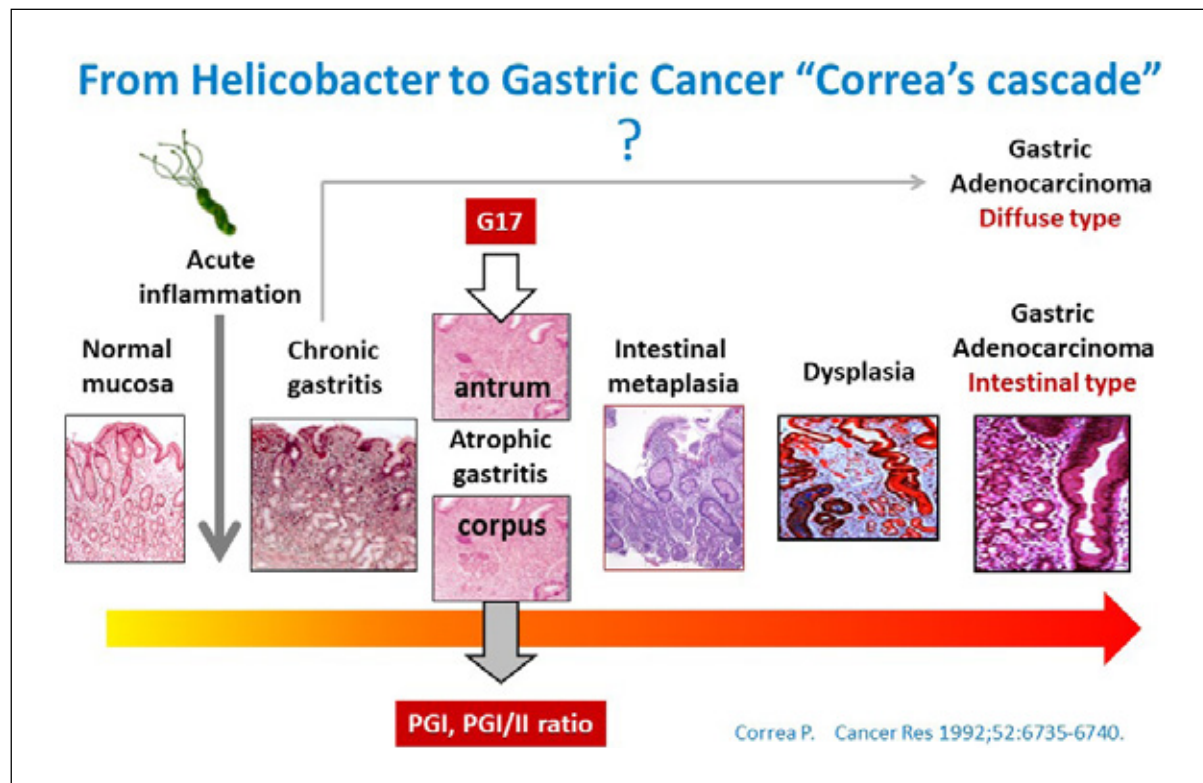 From Helicobacter to Gastric Cancer “Correa’s cascade”
?
Gastric
Adenocarcinoma
Diffuse type
G17
Acute
inflammation
Normal
mucosa
Chronic
gastritis
antrum
Atrophic
gastritis
corpus
Intestinal
metaplasia
Dysplasia
Gastric
Adenocarcinoma
Intestinal type
PGI, PGI/II ratio
Correa P. Cancer Res 1992;52:6735-6740.